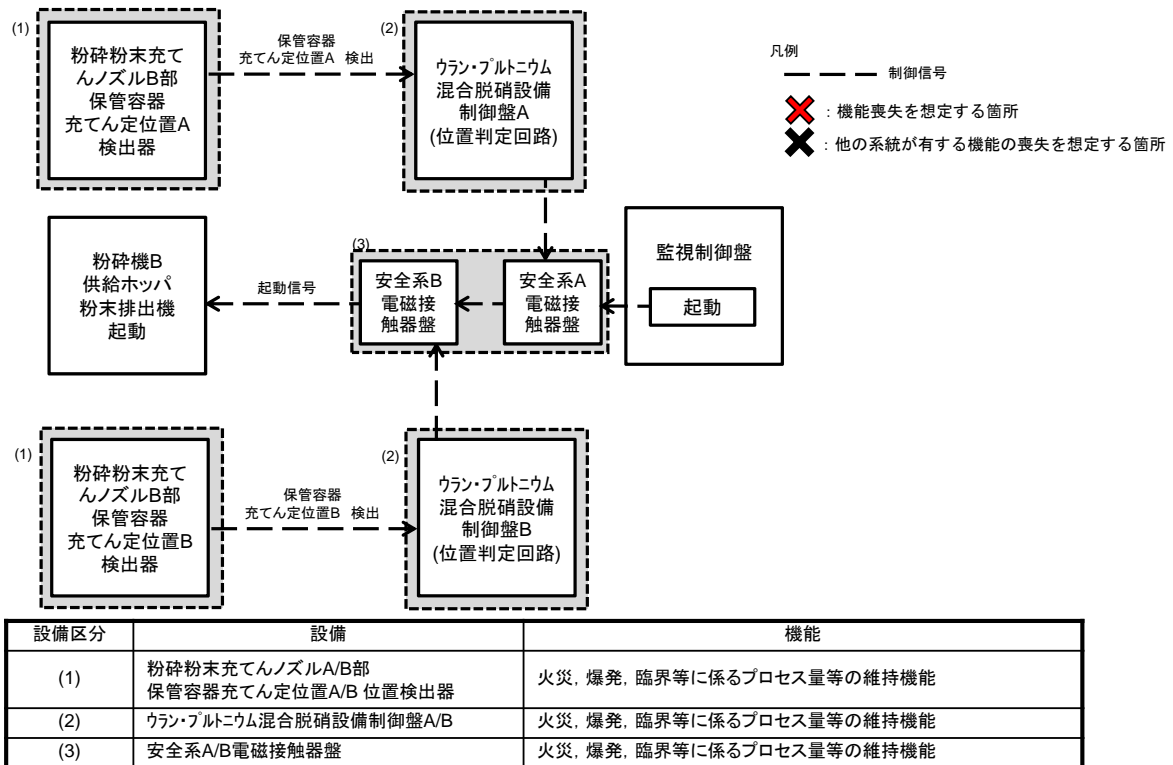 (1)
粉砕粉末充て
んノズルB部
保管容器
充てん定位置A
検出器
保管容器
充てん定位置A 検出
(2)
ウラン・プルトニウム
混合脱硝設備
制御盤A
(位置判定回路)
凡例
制御信号
：機能喪失を想定する箇所
：他の系統が有する機能の喪失を想定する箇所
粉砕機B
供給ホッパ
粉末排出機
起動
起動信号
(3)
安全系B
電磁接
触器盤
安全系A
電磁接
触器盤
監視制御盤
起動
(1)
粉砕粉末充て
んノズルB部
保管容器
充てん定位置B
検出器
保管容器
充てん定位置B 検出
(2)
ウラン・プルトニウム
混合脱硝設備
制御盤B
(位置判定回路)
設備区分 設備 機能
(1) 粉砕粉末充てんノズルA/B部
保管容器充てん定位置A/B 位置検出器 火災，爆発，臨界等に係るプロセス量等の維持機能
(2) ウラン・プルトニウム混合脱硝設備制御盤A/B 火災，爆発，臨界等に係るプロセス量等の維持機能
(3) 安全系A/B電磁接触器盤 火災，爆発，臨界等に係るプロセス量等の維持機能